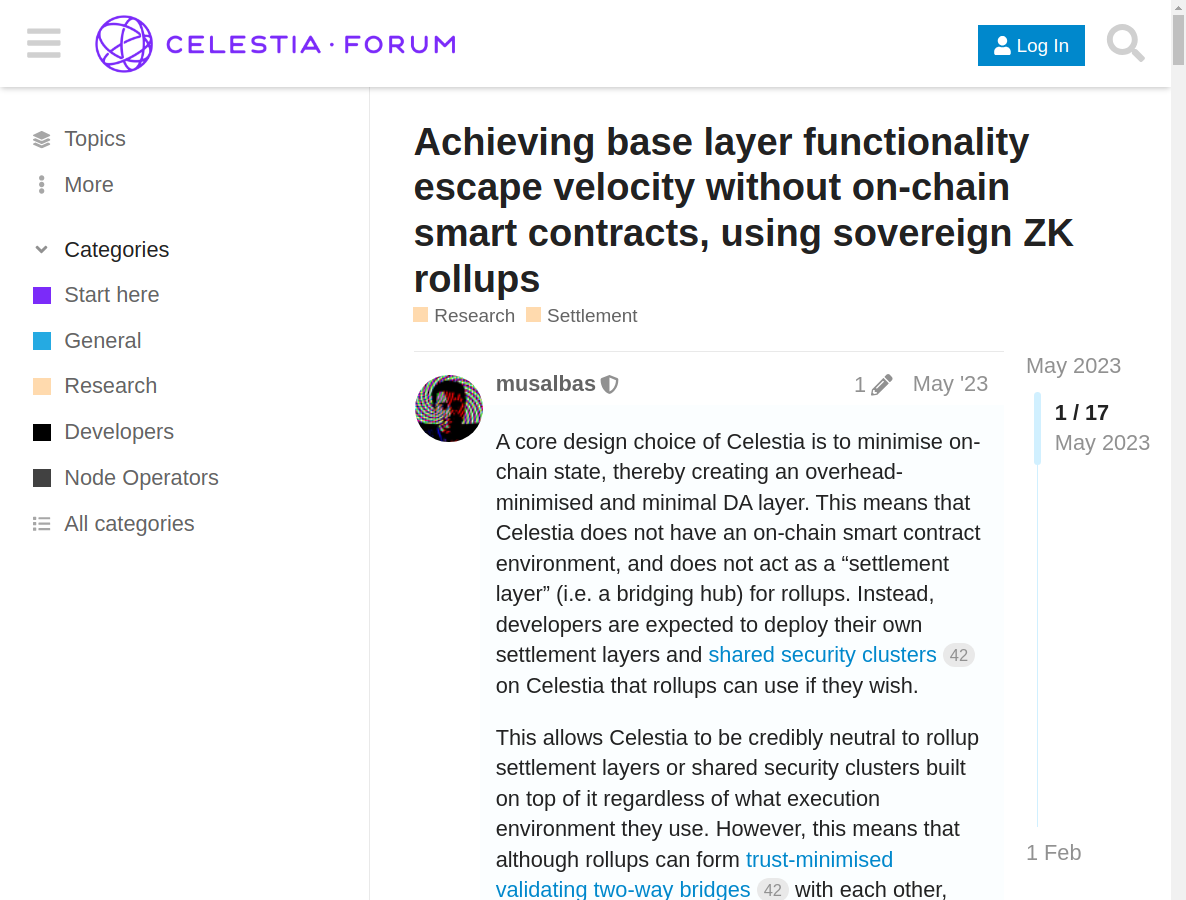 CELESTIA · FORUM
Log In
Topics
More
Categories
Start here
General
Research
Developers
Node Operators
All categories
Achieving base layer functionality
escape velocity without on-chain
smart contracts, using sovereign ZK
rollups
Research Settlement
musalbas 1 May '23
A core design choice of Celestia is to minimise on-
chain state, thereby creating an overhead-
minimised and minimal DA layer. This means that
Celestia does not have an on-chain smart contract
environment, and does not act as a “settlement
layer” (i.e. a bridging hub) for rollups. Instead,
developers are expected to deploy their own
settlement layers and shared security clusters 42
on Celestia that rollups can use if they wish.
This allows Celestia to be credibly neutral to rollup
settlement layers or shared security clusters built
on top of it regardless of what execution
environment they use. However, this means that
although rollups can form trust-minimised
validating two-way bridges 42 with each other,
May 2023
1 / 17
May 2023
1 Feb